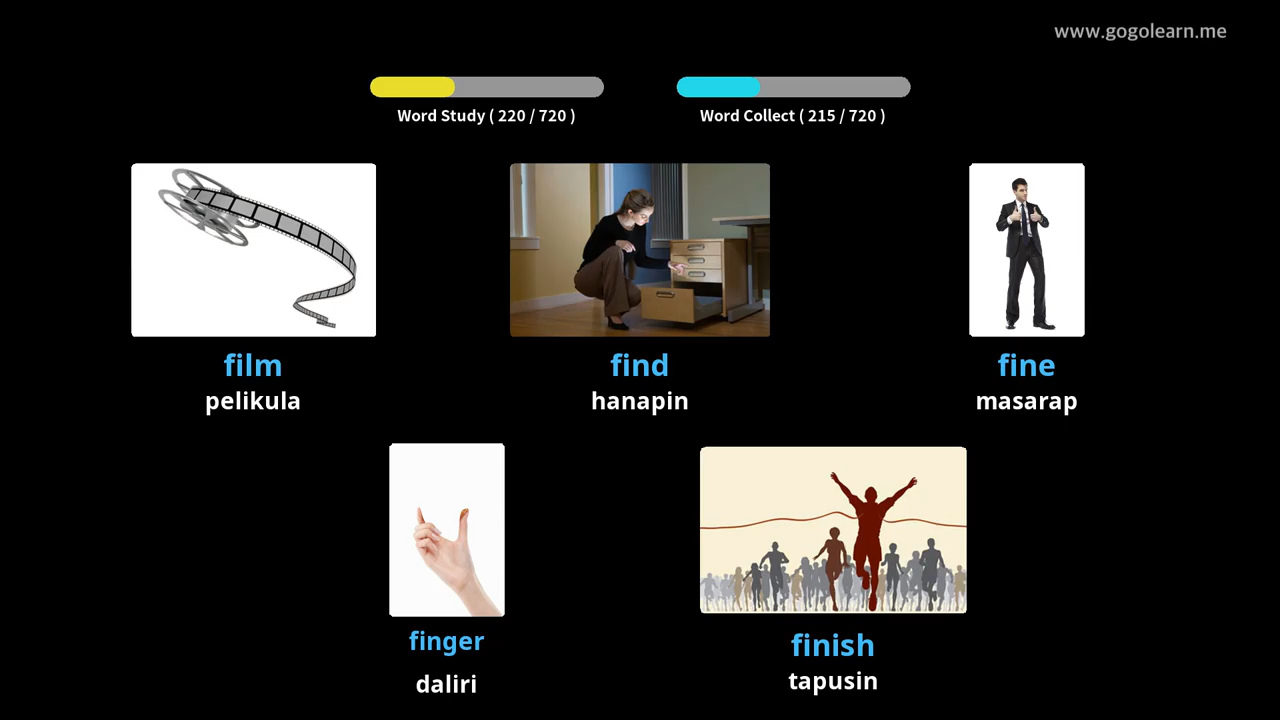 www.gogolearn.me
Word Study ( 220 / 720 )
Word Collect ( 215 / 720 )
film
pelikula
find
hanapin
fine
masarap
finger
daliri
finish
tapusin